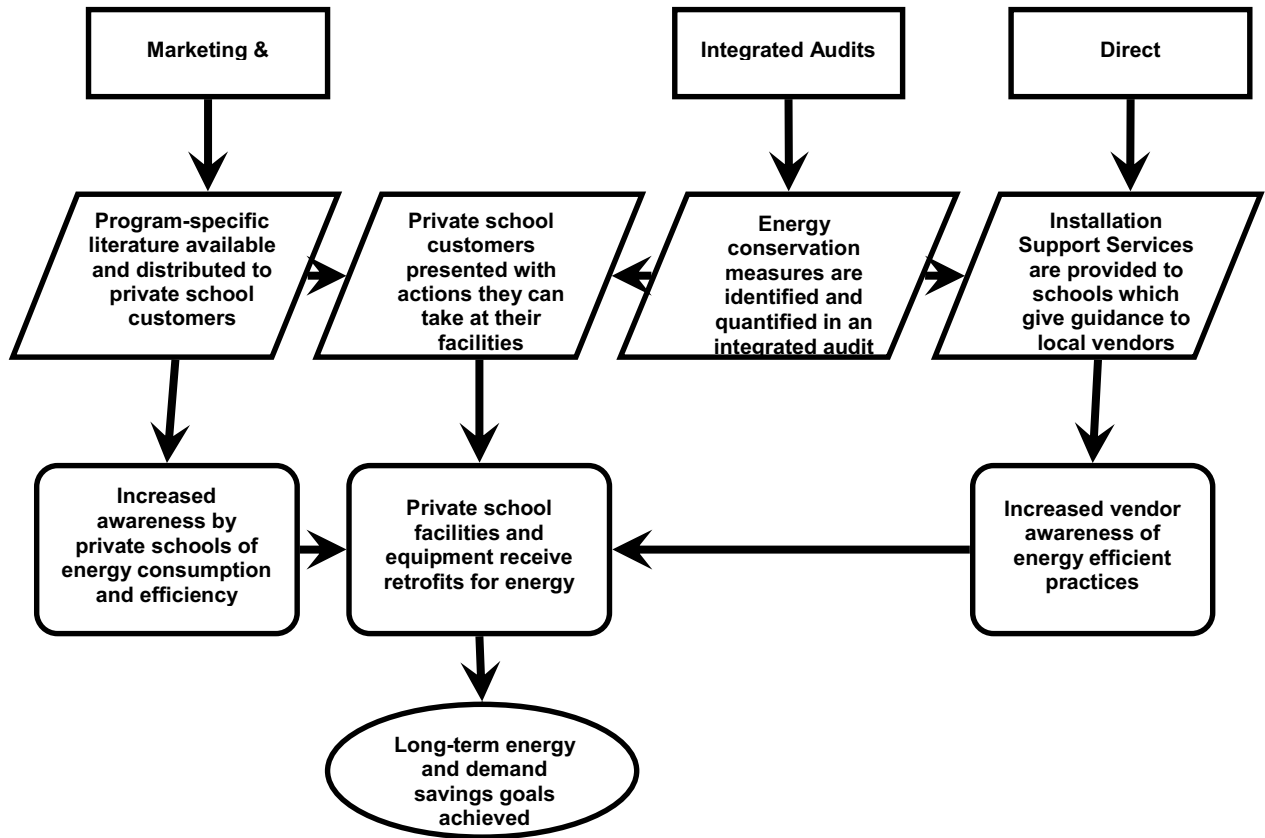 Marketing &
Integrated Audits
Direct
Program-specific
literature available
and distributed to
private school
customers
Private school
customers
presented with
actions they can
take at their
facilities
Energy
conservation
measures are
identified and
quantified in an
integrated audit
Installation
Support Services
are provided to
schools which
give guidance to
local vendors
Increased
awareness by
private schools of
energy consumption
and efficiency
Private school
facilities and
equipment receive
retrofits for energy
Increased vendor
awareness of
energy efficient
practices
Long-term energy
and demand
savings goals
achieved